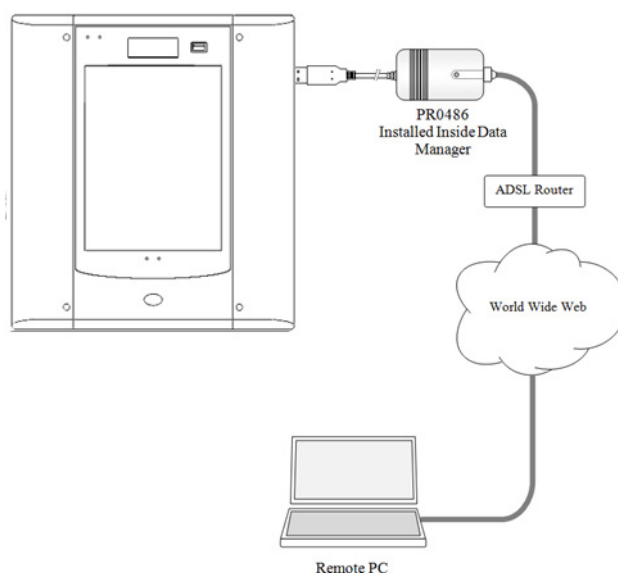 PR0486
Installed Inside Data
Manager
ADSL Router
World Wide Web
Remote PC